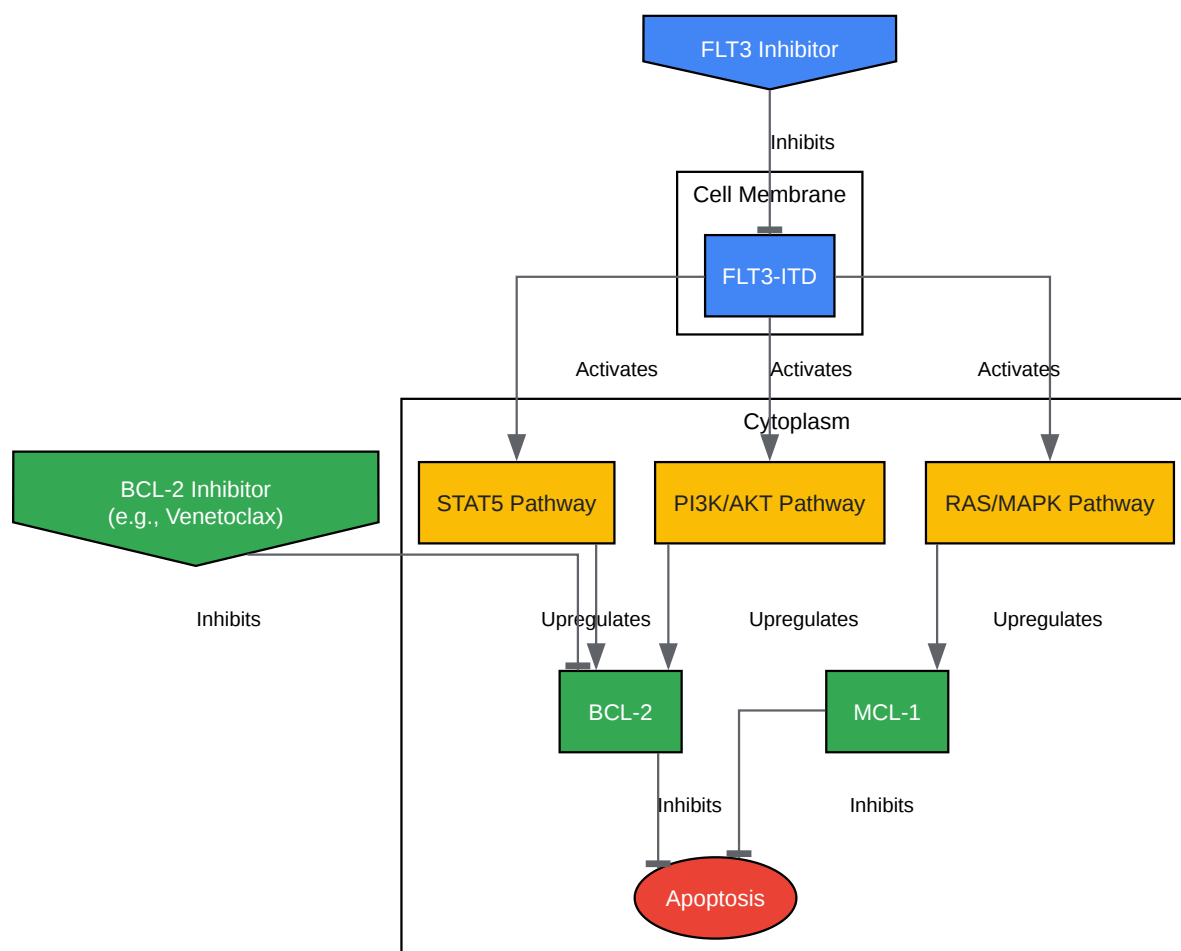 FLT3 Inhibitor
Inhibits
Cell Membrane
FLT3-ITD
Activates
Activates
Activates
Cytoplasm
BCL-2 Inhibitor
(e.g., Venetoclax)
STAT5 Pathway
PI3K/AKT Pathway
RAS/MAPK Pathway
Inhibits
Upregulates
Upregulates
Upregulates
BCL-2
MCL-1
Inhibits
Inhibits
Apoptosis